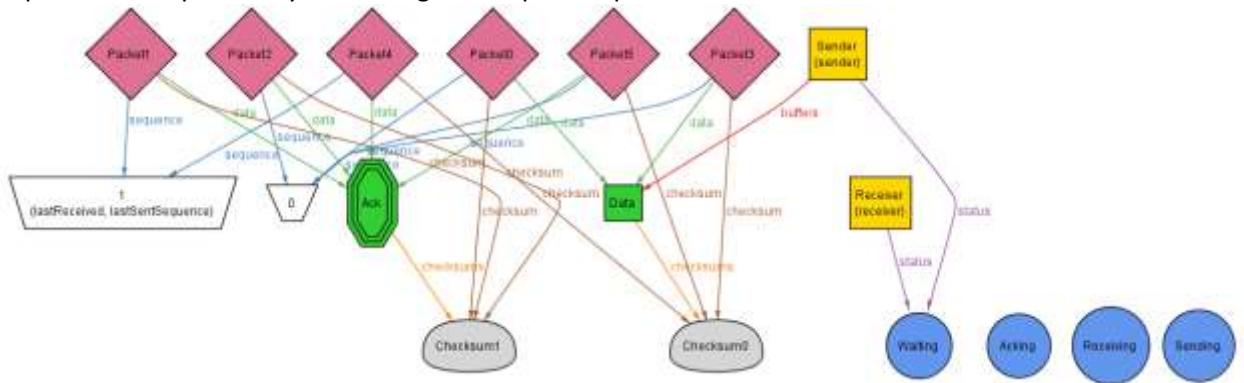 Packet1
Packet2
Packet4
Packet0
Packet5
Packet3
Sender
(sender)
buffers
data
data
data
data
data
data
sequence
sequence
sequence
sequence
sequence
checksum
checksum
checksum
checksum
checksum
checksum
1
(lastReceived, lastSentSequence)
0
Ack
Data
Receiver
(receiver)
status
status
checksums
checksums
Checksum1
Checksum0
Waiting
Acking
Receiving
Sending